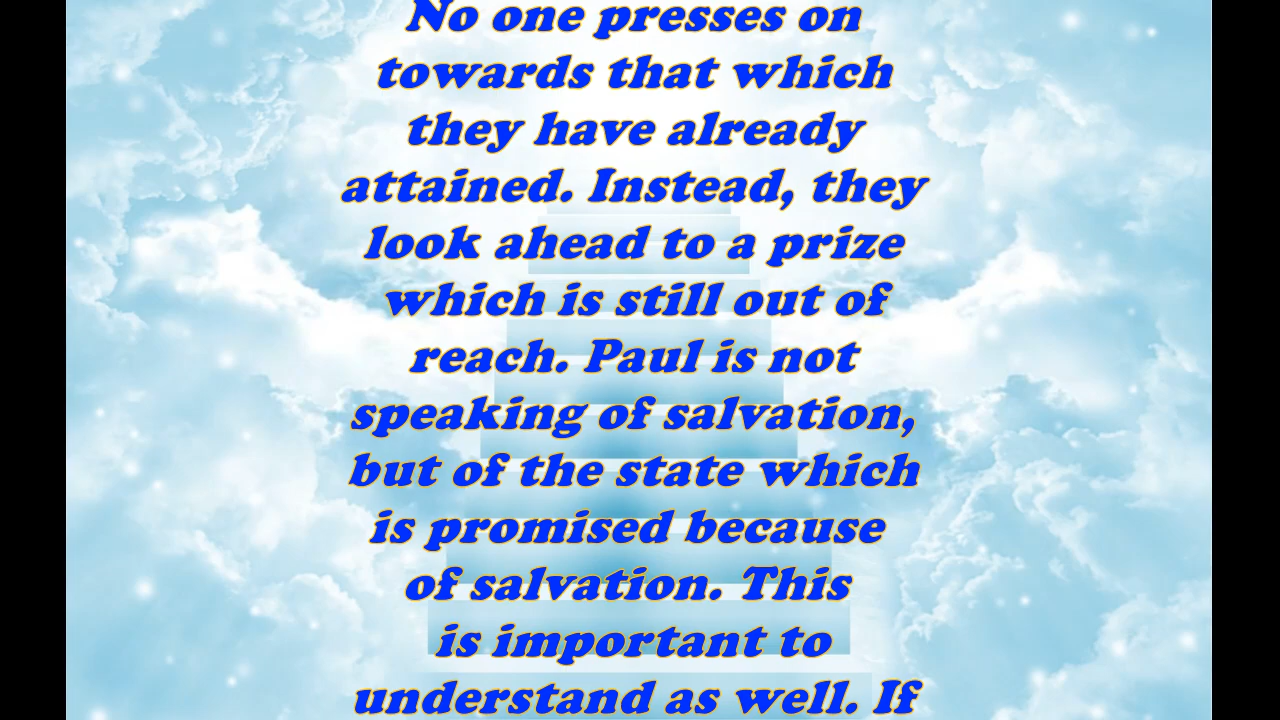 No one presses on
towards that which
they have already
attained. Instead, they
look ahead to a prize
which is still out of
reach. Paul is not
speaking of salvation,
but of the state which
is promised because
of salvation. This
is important to
understand as well. If